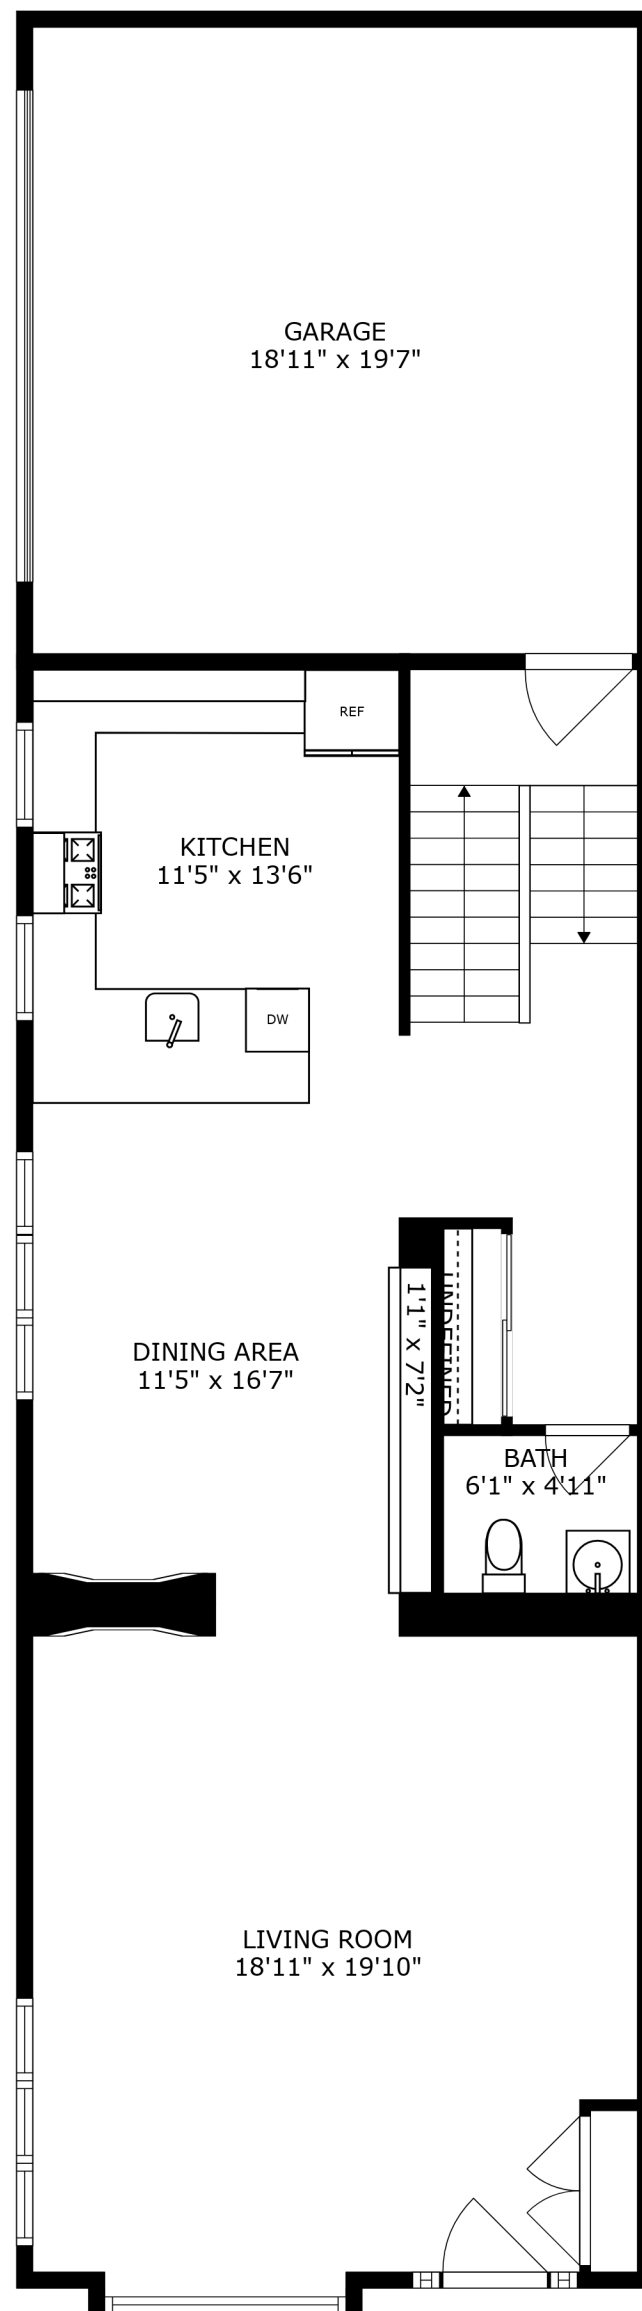 GARAGE
18'11" x 19'7"
REF
KITCHEN
11'5" x 13'6"
DW
UNDEFINED
1'1" x 7'2"
DINING AREA
11'5" x 16'7"
BATH
6'1" x 4'11"
LIVING ROOM
18'11" x 19'10"